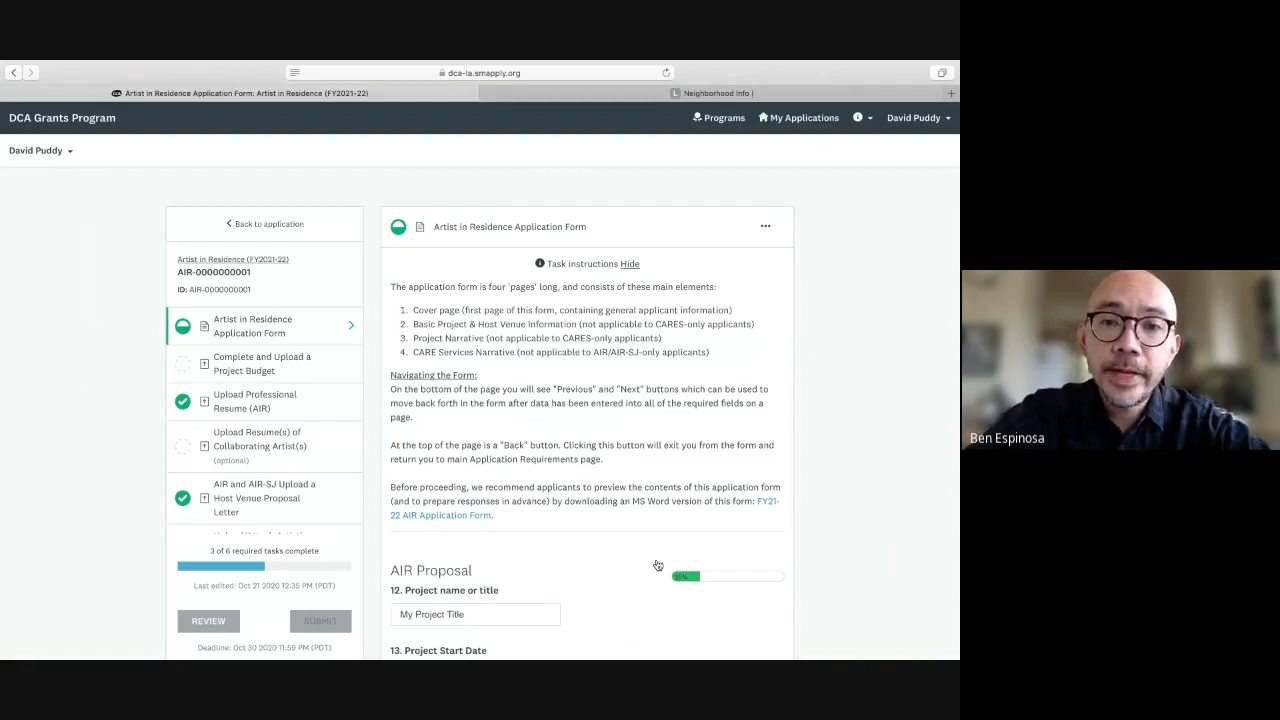 dca-la.smapply.org
Artist in Residence Application Form: Artist in Residence (FY2021-22)
Neighborhood Info |
DCA Grants Program
Programs
My Applications
David Puddy
David Puddy
Back to application
Artist in Residence (FY2021-22)
AIR-0000000001
ID: AIR-0000000001
Artist in Residence
Application Form
Complete and Upload a
Project Budget
Upload Professional
Resume (AIR)
Upload Resume(s) of
Collaborating Artist(s)
(optional)
AIR and AIR-SJ Upload a
Host Venue Proposal
Letter
3 of 6 required tasks complete
Last edited: Oct 21 2020 12:35 PM (PDT)
REVIEW
SUBMIT
Deadline: Oct 30 2020 11:59 PM (PDT)
Artist in Residence Application Form
Task instructions Hide
The application form is four 'pages' long, and consists of these main elements:
1. Cover page (first page of this form, containing general applicant information)
2. Basic Project & Host Venue Information (not applicable to CARES-only applicants)
3. Project Narrative (not applicable to CARES-only applicants)
4. CARE Services Narrative (not applicable to AIR/AIR-SJ-only applicants)
Navigating the Form:
On the bottom of the page you will see "Previous" and "Next" buttons which can be used to
move back forth in the form after data has been entered into all of the required fields on a
page.
At the top of the page is a "Back" button. Clicking this button will exit you from the form and
return you to main Application Requirements page.
Before proceeding, we recommend applicants to preview the contents of this application form
(and to prepare responses in advance) by downloading an MS Word version of this form: FY21-
22 AIR Application Form.
AIR Proposal
12. Project name or title
My Project Title
13. Project Start Date
Ben Espinosa